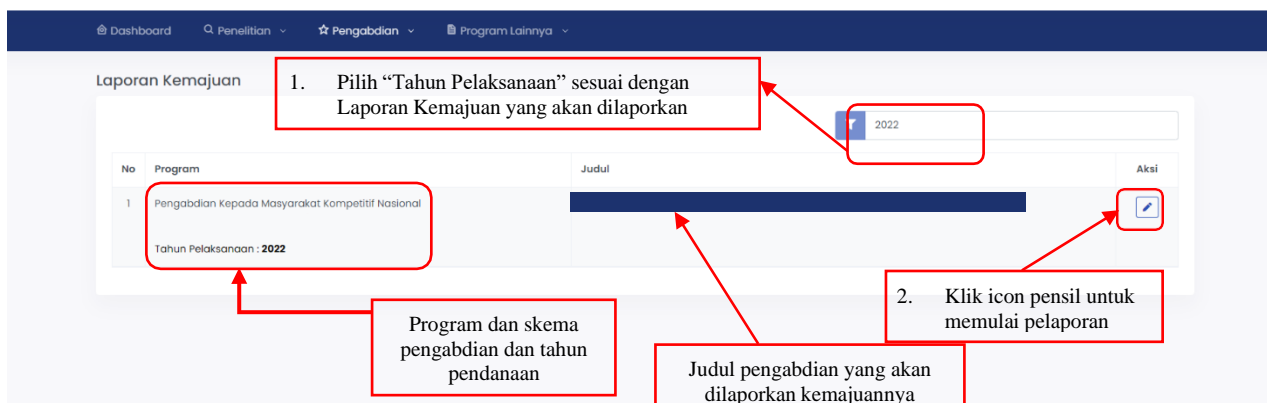 Dashboard Penelitian Pengabdian Program Lainnya
Laporan Kemajuan
1. Pilih “Tahun Pelaksanaan” sesuai dengan
Laporan Kemajuan yang akan dilaporkan
2022
No Program Judul Aksi
1 Pengabdian Kepada Masyarakat Kompetitif Nasional
Tahun Pelaksanaan : 2022
2. Klik icon pensil untuk
memulai pelaporan
Program dan skema
pengabdian dan tahun
pendanaan
Judul pengabdian yang akan
dilaporkan kemajuannya